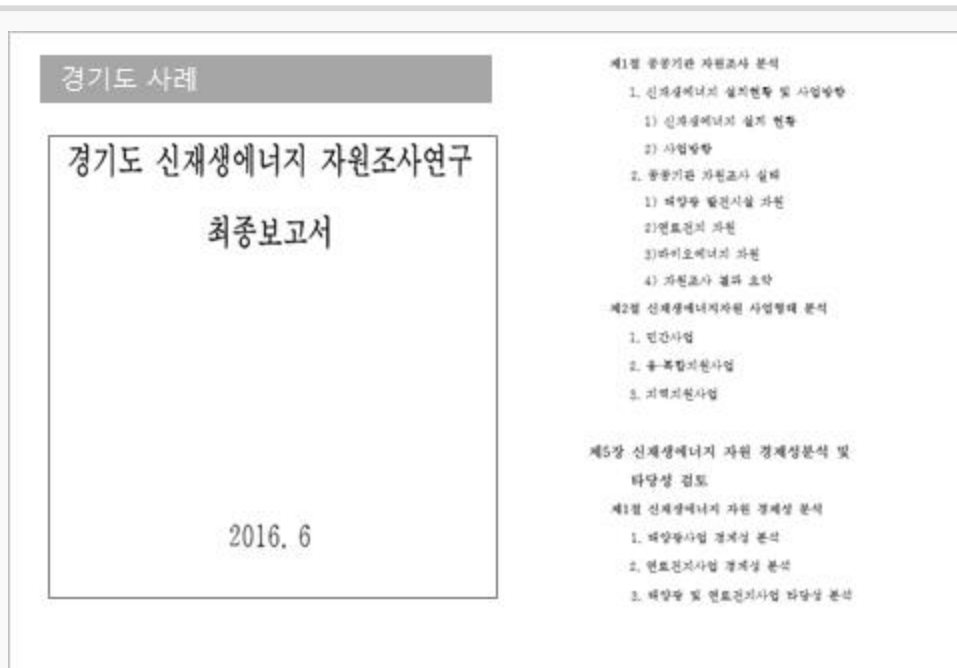 경기도 사례
경기도 신재생에너지 자원조사연구
최종보고서
2016. 6
제1절 공공기관 자원조사 분석
1. 신재생에너지 설치현황 및 사업방향
1) 신재생에너지 설치 현황
2) 사업방향
2. 공공기관 자원조사 실태
1) 태양광 발전시설 자원
2)연료전지 자원
3)바이오에너지 자원
4) 자원조사 결과 요약
제2절 신재생에너지자원 사업형태 분석
1. 민간사업
2. 융·복합지원사업
3. 지역지원사업
제5장 신재생에너지 자원 경제성분석 및
타당성 검토
제1절 신재생에너지 자원 경제성 분석
1. 태양광사업 경제성 분석
2. 연료전지사업 경제성 분석
3. 태양광 및 연료전지사업 타당성 분석